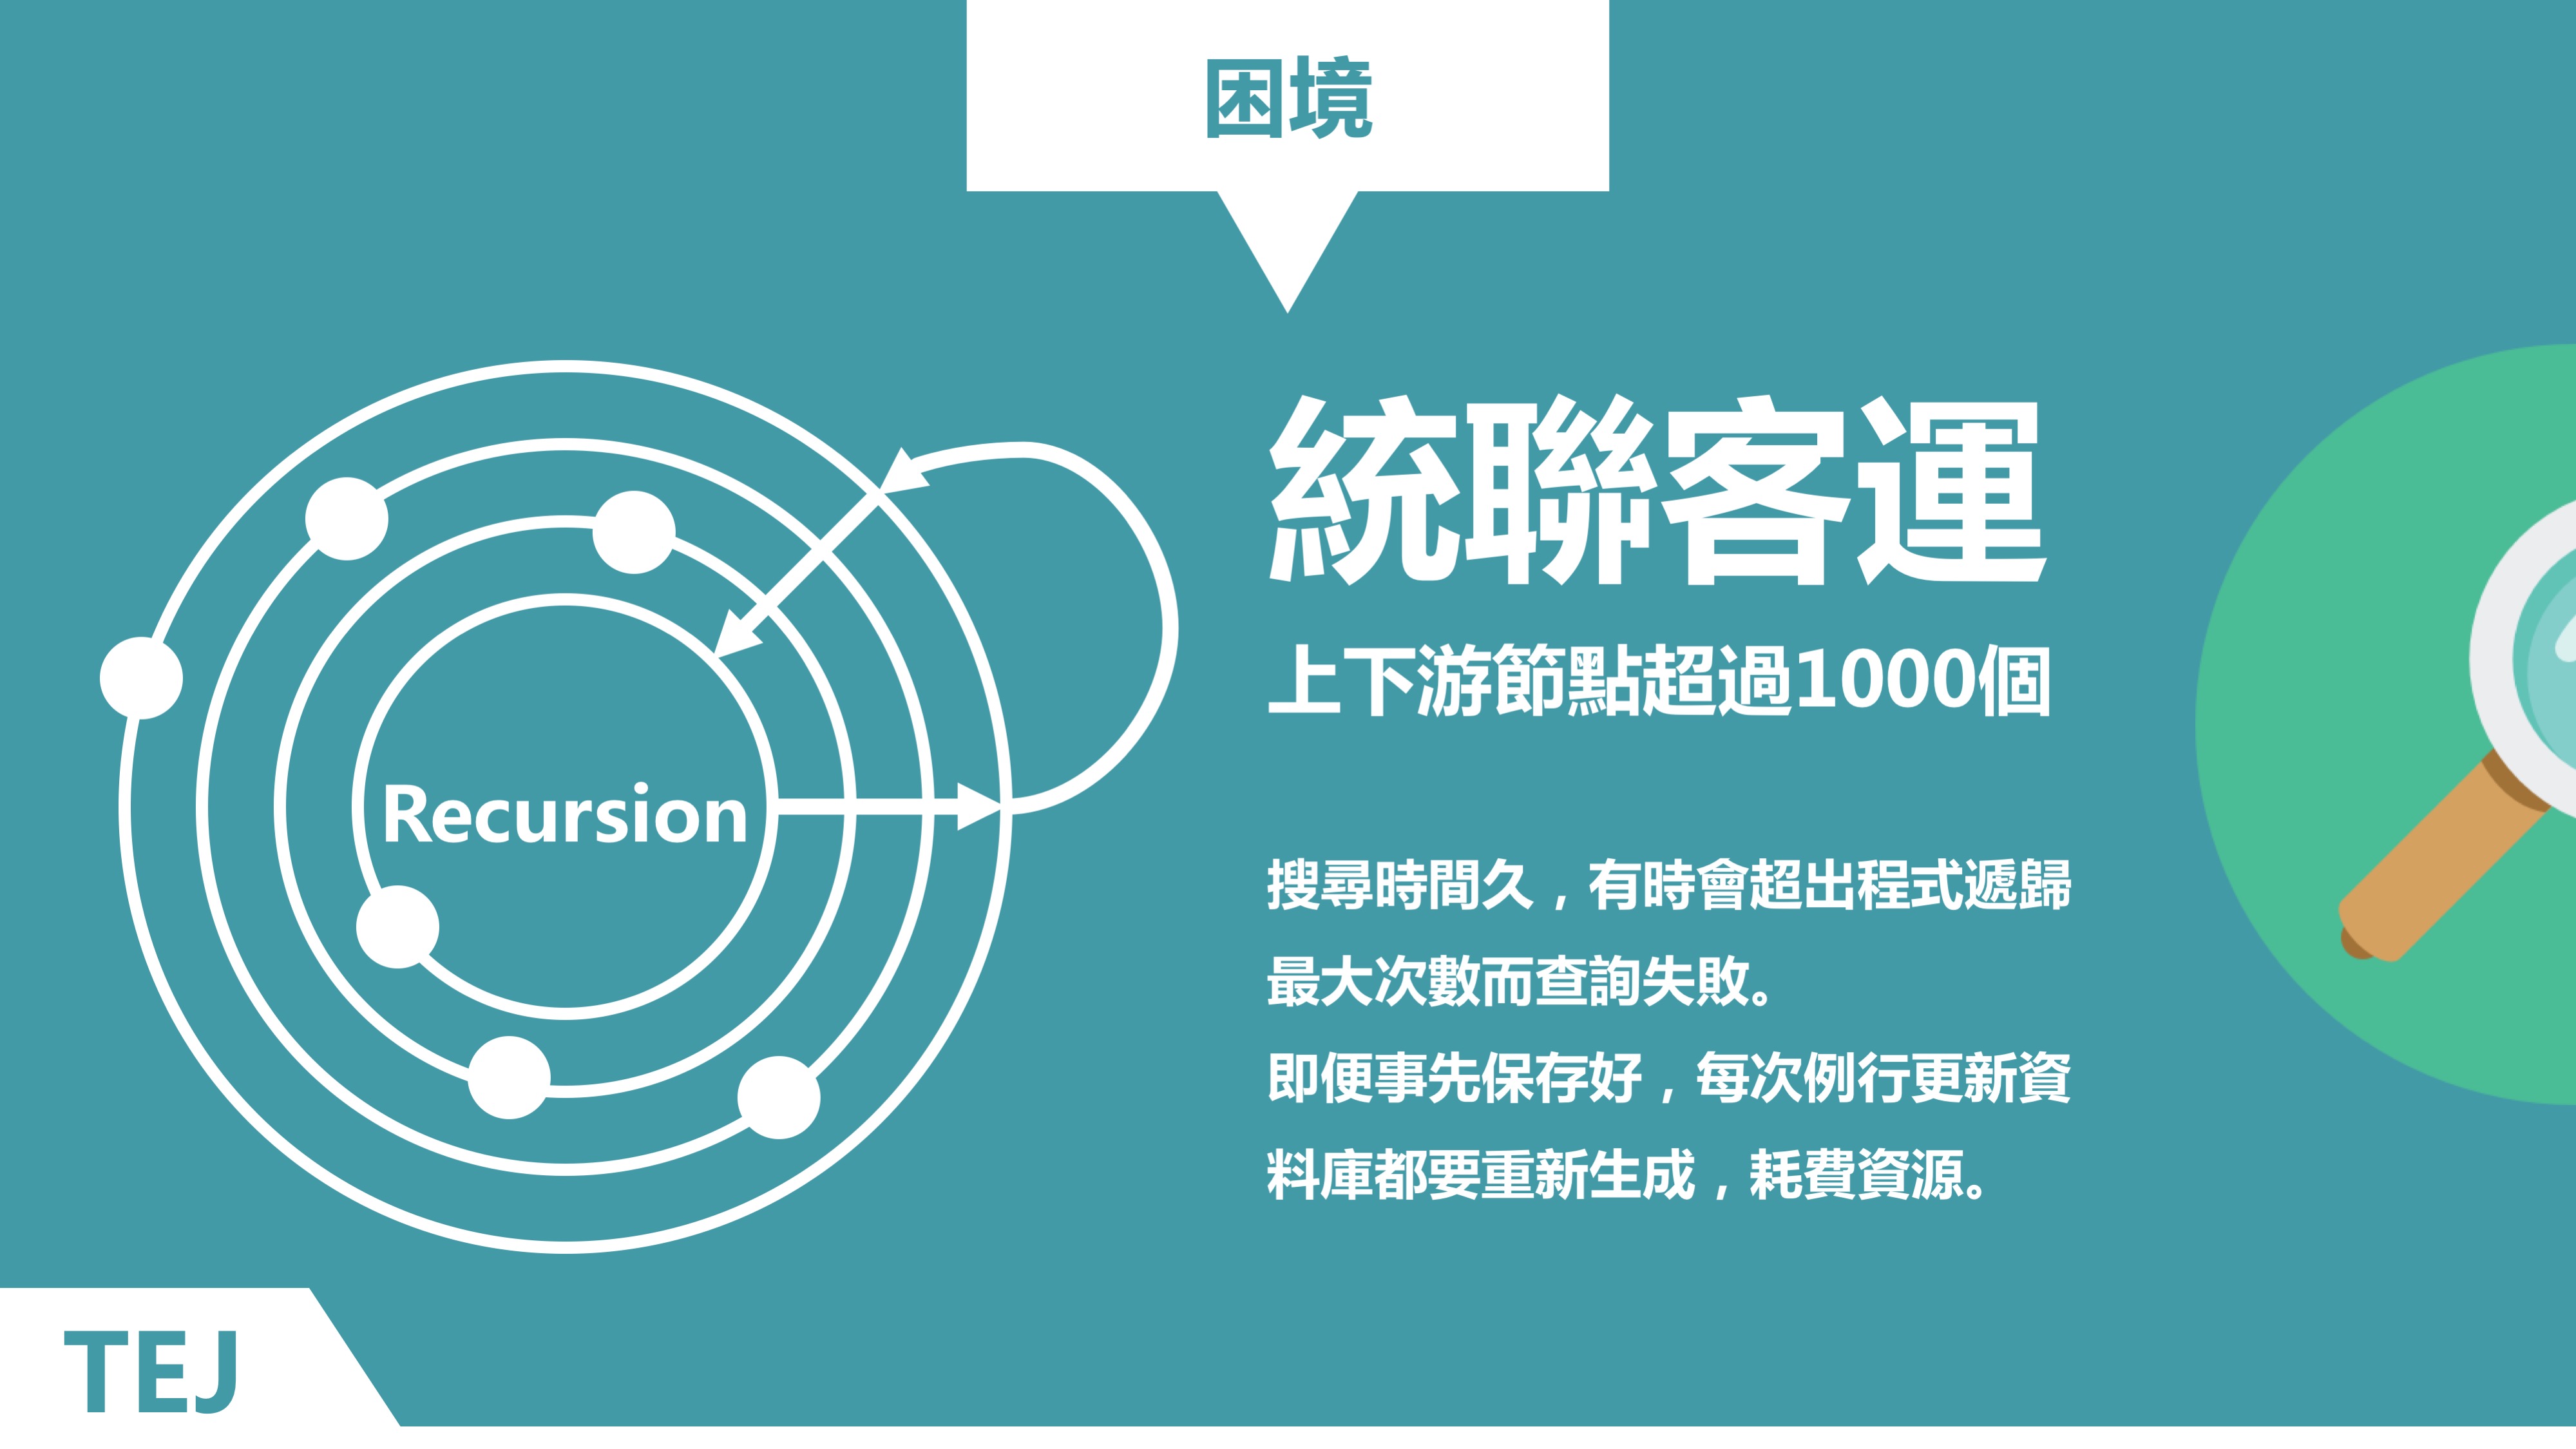 困境
Recursion
統聯客運
上下游節點超過1000個
搜尋時間久，有時會超出程式遞歸
最大次數而查詢失敗。
即便事先保存好，每次例行更新資
料庫都要重新生成，耗費資源。
TEJ